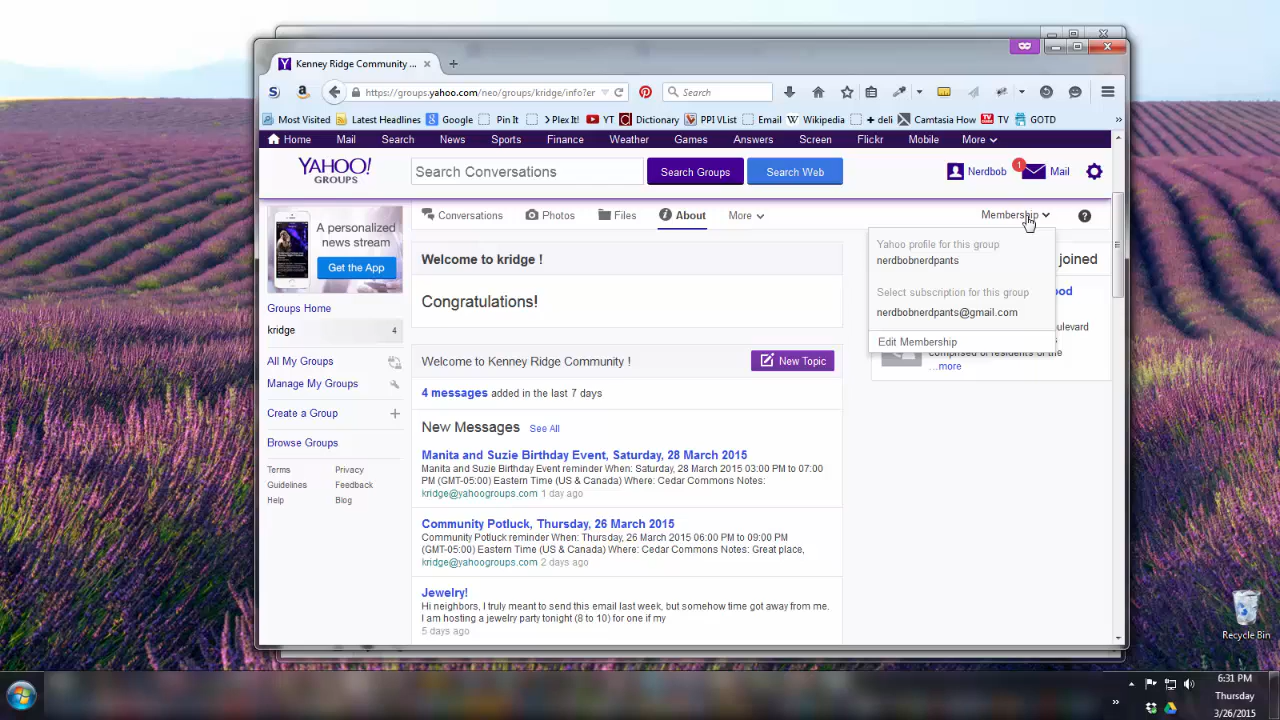 Kenney Ridge Community ...
https://groups.yahoo.com/neo/groups/kridge/info?er
Search
Most Visited
Latest Headlines
Google
Pin It
> Plex It!
YT
Dictionary
PPI VList
Email
Wikipedia
+ deli
Camtasia How
TV
GOTD
»
Home
Mail
Search
News
Sports
Finance
Weather
Games
Answers
Screen
Flickr
Mobile
More
YAHOO!
GROUPS
Search Conversations
Search Groups
Search Web
Nerdbob
1
Mail
A personalized
news stream
Get the App
Conversations
Photos
Files
About
More
Membership
Yahoo profile for this group
nerdbobnerdpants
Select subscription for this group
nerdbobnerdpants@gmail.com
Edit Membership
joined
od
ulevard
comprised of residents of the
...more
Groups Home
kridge
4
All My Groups
Manage My Groups
Create a Group
Browse Groups
Terms
Privacy
Guidelines
Feedback
Help
Blog
Welcome to kridge !
Congratulations!
Welcome to Kenney Ridge Community !
New Topic
4 messages added in the last 7 days
New Messages See All
Manita and Suzie Birthday Event, Saturday, 28 March 2015
Manita and Suzie Birthday Event reminder When: Saturday, 28 March 2015 03:00 PM to 07:00
PM (GMT-05:00) Eastern Time (US & Canada) Where: Cedar Commons Notes:
kridge@yahoogroups.com 1 day ago
Community Potluck, Thursday, 26 March 2015
Community Potluck reminder When: Thursday, 26 March 2015 06:00 PM to 09:00 PM
(GMT-05:00) Eastern Time (US & Canada) Where: Cedar Commons Notes: Great place,
kridge@yahoogroups.com 2 days ago
Jewelry!
Hi neighbors, I truly meant to send this email last week, but somehow time got away from me.
I am hosting a jewelry party tonight (8 to 10) for one if my
5 days ago
Recycle Bin
»
6:31 PM
Thursday
3/26/2015